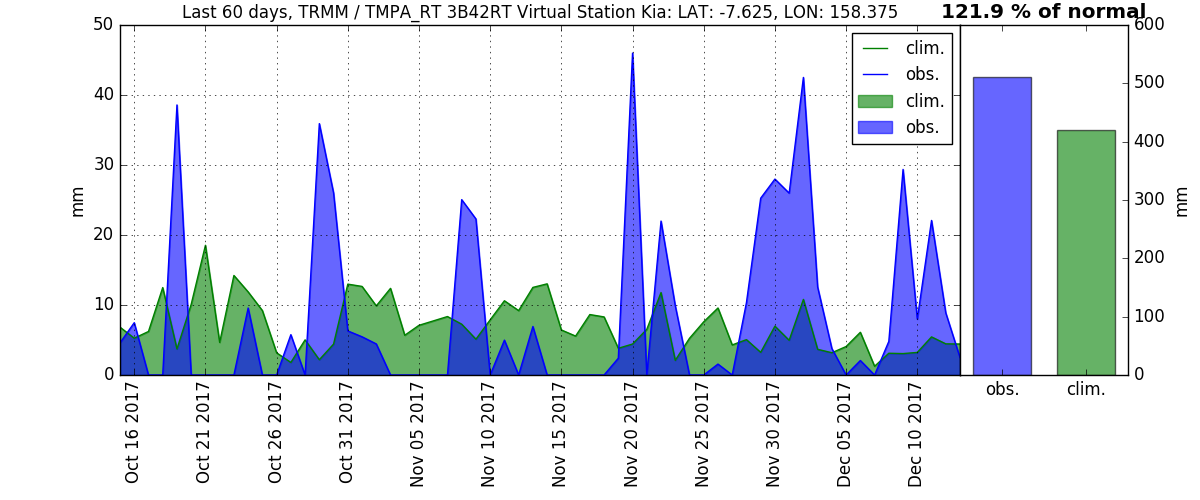 Last 60 days, TRMM / TMPA_RT 3B42RT Virtual Station Kia: LAT: -7.625, LON: 158.375
121.9 % of normal
50
40
30
20
10
0
mm
clim.
obs.
clim.
obs.
Oct 16 2017
Oct 21 2017
Oct 26 2017
Oct 31 2017
Nov 05 2017
Nov 10 2017
Nov 15 2017
Nov 20 2017
Nov 25 2017
Nov 30 2017
Dec 05 2017
Dec 10 2017
600
500
400
300
200
100
0
mm
obs.
clim.